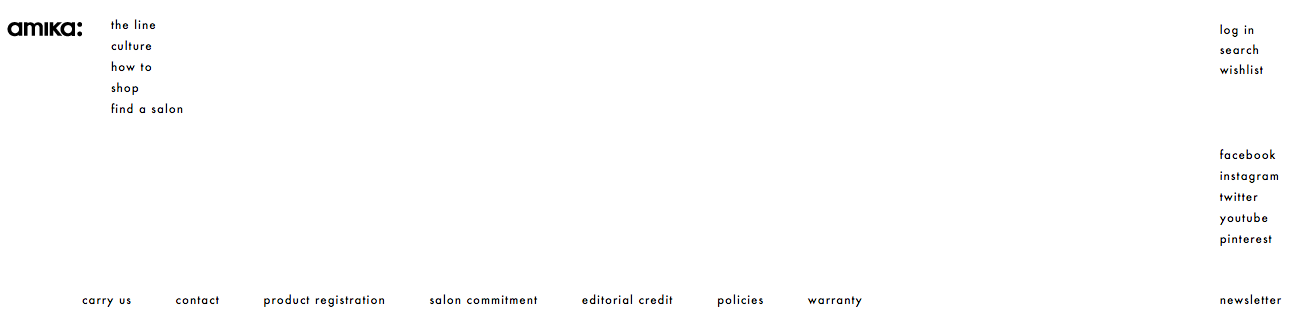 amika:
the line
culture
how to
shop
find a salon
log in
search
wishlist
facebook
instagram
twitter
youtube
pinterest
carry us contact product registration salon commitment editorial credit policies warranty newsletter